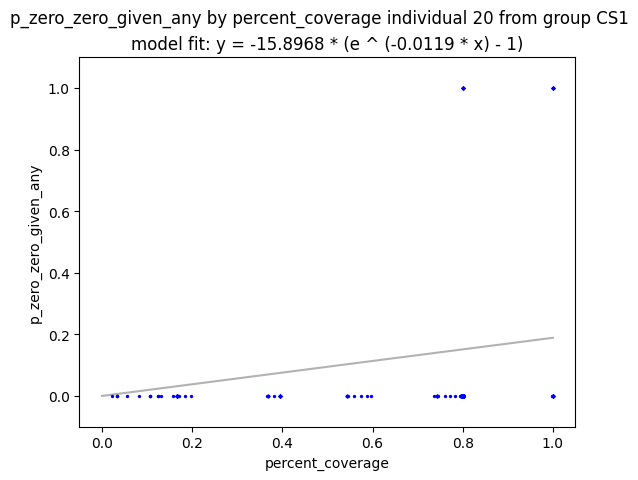 p_zero_zero_given_any by percent_coverage individual 20 from group CS1
model fit: y = -15.8968 * (e ^ (-0.0119 * x) - 1)
1.0
0.8
0.6
0.4
0.2
0.0
p_zero_zero_given_any
0.0 0.2 0.4 0.6 0.8 1.0
percent_coverage